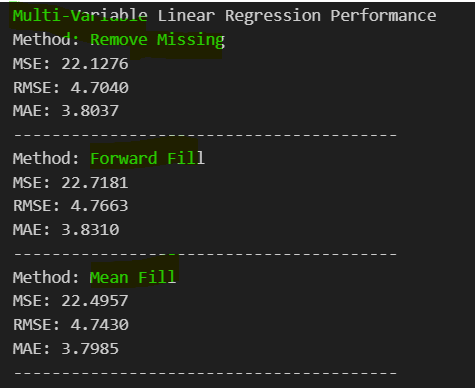 Multi-Variable Linear Regression Performance
Method: Remove Missing
MSE: 22.1276
RMSE: 4.7040
MAE: 3.8037
----------------------------------------
Method: Forward Fill
MSE: 22.7181
RMSE: 4.7663
MAE: 3.8310
----------------------------------------
Method: Mean Fill
MSE: 22.4957
RMSE: 4.7430
MAE: 3.7985
----------------------------------------